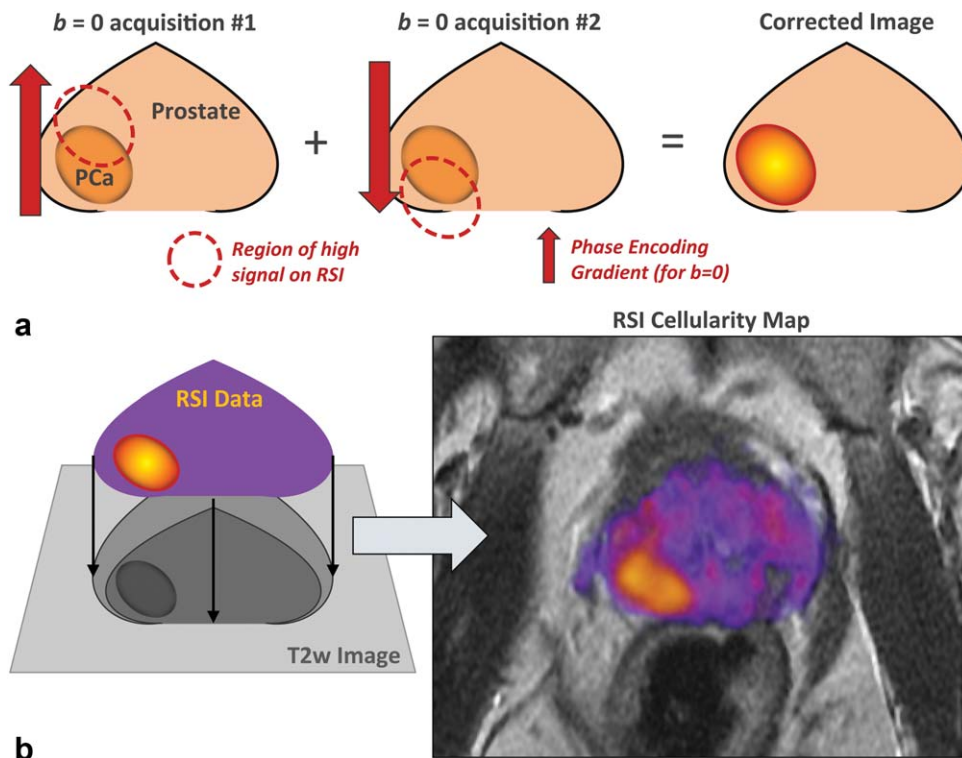 b = 0 acquisition #1
b = 0 acquisition #2
Corrected Image
Prostate
PCa
+
=
Region of high
signal on RSI
Phase Encoding
Gradient (for b=0)
a
RSI Cellularity Map
RSI Data
T2w Image
b